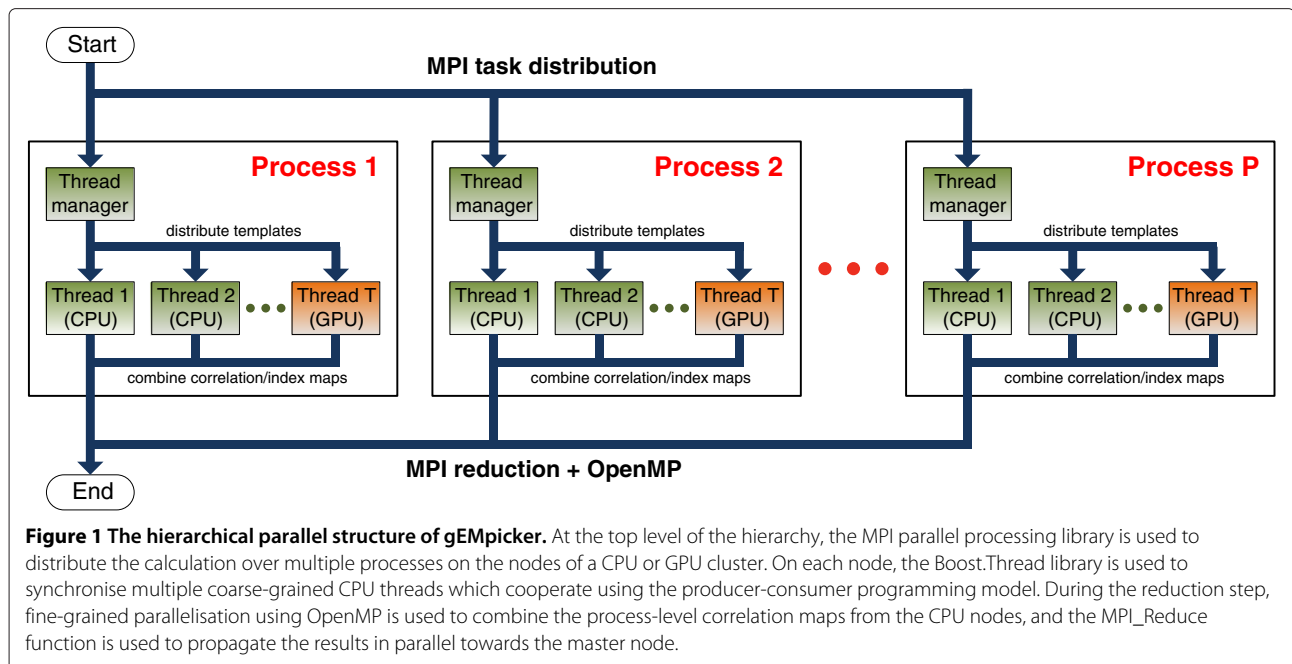 Start
MPI task distribution
Process 1
Process 2
Process P
Thread
manager
Thread
manager
Thread
manager
distribute templates
distribute templates
distribute templates
Thread 1
(CPU)
Thread 2
(CPU)
Thread T
(GPU)
Thread 1
(CPU)
Thread 2
(CPU)
Thread T
(GPU)
Thread 1
(CPU)
Thread 2
(CPU)
Thread T
(GPU)
combine correlation/index maps
combine correlation/index maps
combine correlation/index maps
MPI reduction + OpenMP
End
Figure 1 The hierarchical parallel structure of gEMpicker. At the top level of the hierarchy, the MPI parallel processing library is used to
distribute the calculation over multiple processes on the nodes of a CPU or GPU cluster. On each node, the Boost.Thread library is used to
synchronise multiple coarse-grained CPU threads which cooperate using the producer-consumer programming model. During the reduction step,
fine-grained parallelisation using OpenMP is used to combine the process-level correlation maps from the CPU nodes, and the MPI_Reduce
function is used to propagate the results in parallel towards the master node.